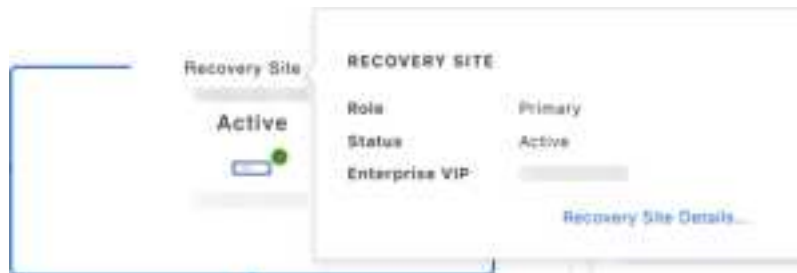 Recovery Site
Active
RECOVERY SITE
Role Primary
Status Active
Enterprise VIP
Recovery Site Details...